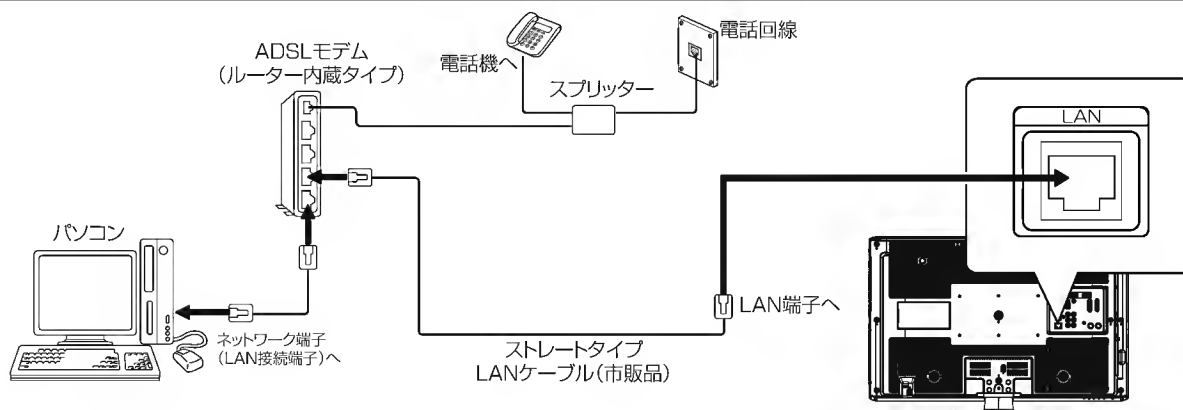 ADSLモデム
(ルーター内蔵タイプ)
電話機へ
電話回線
スプリッター
LAN
パソコン
ネットワーク端子
(LAN接続端子)へ
LAN端子へ
ストレートタイプ
LANケーブル(市販品)